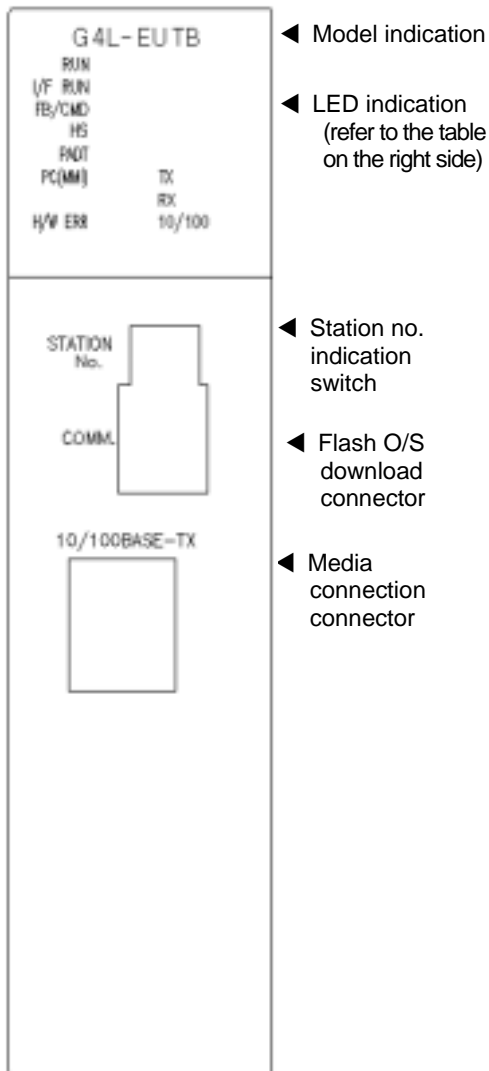 G4L-EUTB
RUN
I/F RUN
FB/CMD
HS
PADT
PC(MMI) TX
RX
H/W ERR 10/100
STATION
No.
COMM.
10/100BASE-TX
◀ Model indication
◀ LED indication
(refer to the table
on the right side)
◀ Station no.
indication
switch
◀ Flash O/S
download
connector
◀ Media
connection
connector